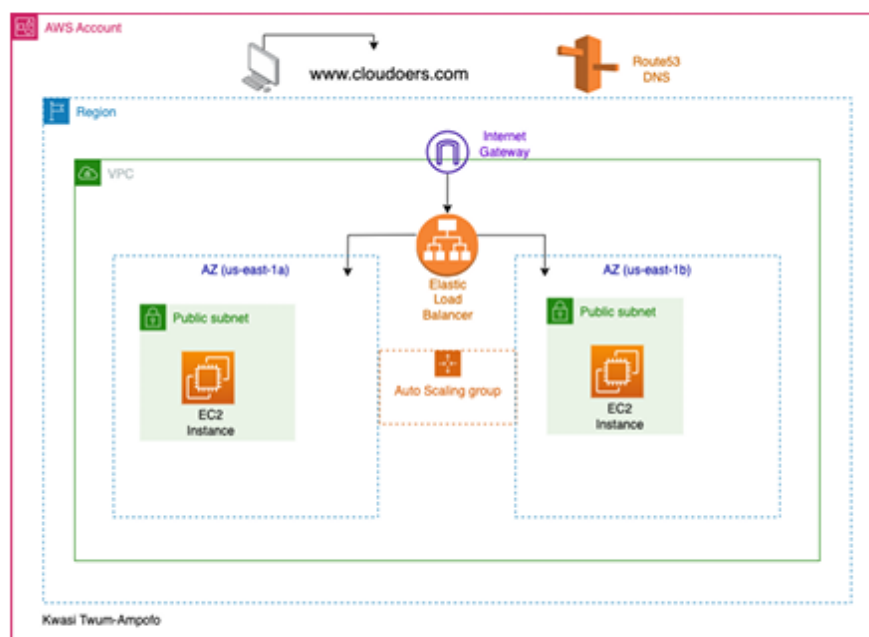 AWS Account
www.cloudoers.com
Route53
DNS
Region
Internet
Gateway
VPC
AZ (us-east-1a)
AZ (us-east-1b)
Elastic
Load
Balancer
Public subnet
Public subnet
Auto Scaling group
EC2
Instance
EC2
Instance
Kwasi Twum-Ampofo